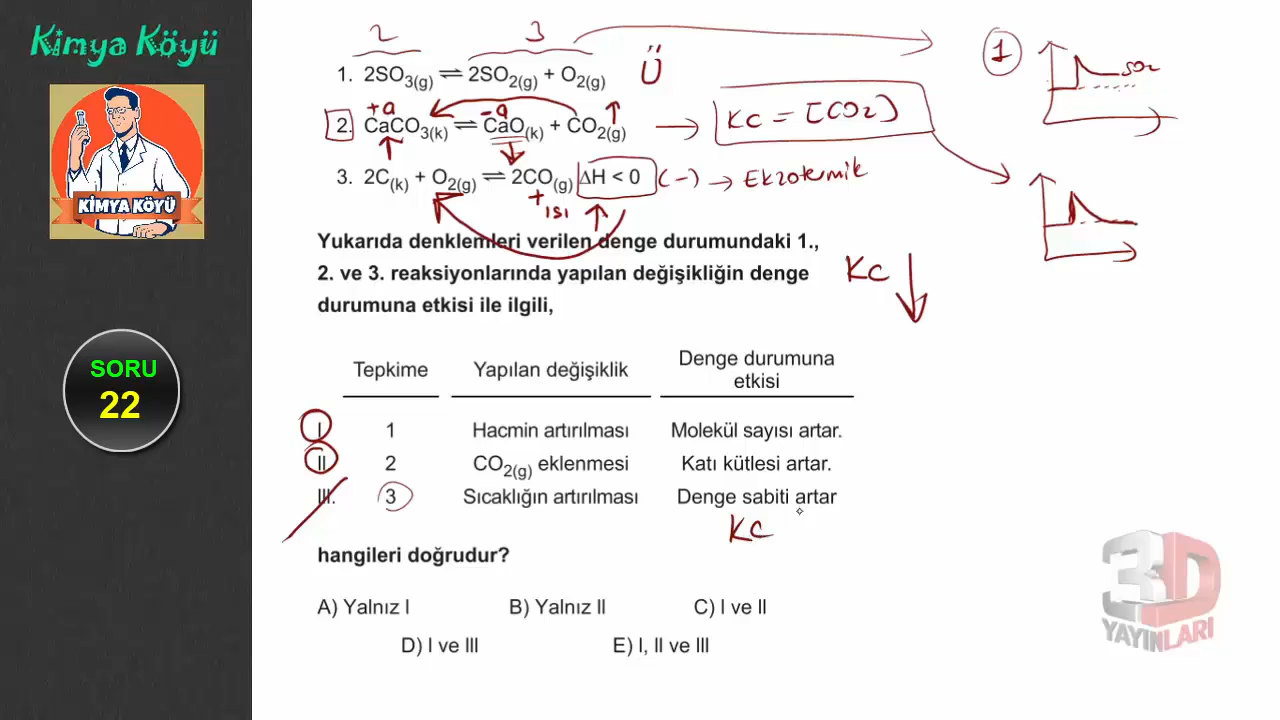 Kimya Köyü
KİMYA KÖYÜ
SORU
22
2 3
1. 2SO3(g) ⇌ 2SO2(g) + O2(g) Ü
+a -a
2. CaCO3(k) ⇌ CaO(k) + CO2(g) → Kc = [CO2]
3. 2C(k) + O2(g) ⇌ 2CO(g) ΔH < 0 (-) → Ekzotermik
+ ısı
1
Yukarıda denklemleri verilen denge durumundaki 1.,
2. ve 3. reaksiyonlarında yapılan değişikliğin denge
durumuna etkisi ile ilgili,
Kc ↓
Tepkime Yapılan değişiklik Denge durumuna etkisi
I 1 Hacmin artırılması Molekül sayısı artar.
II 2 CO2(g) eklenmesi Katı kütlesi artar.
III. 3 Sıcaklığın artırılması Denge sabiti artar
Kc
hangileri doğrudur?
A) Yalnız I B) Yalnız II C) I ve II
D) I ve III E) I, II ve III
3D
YAYINLARI